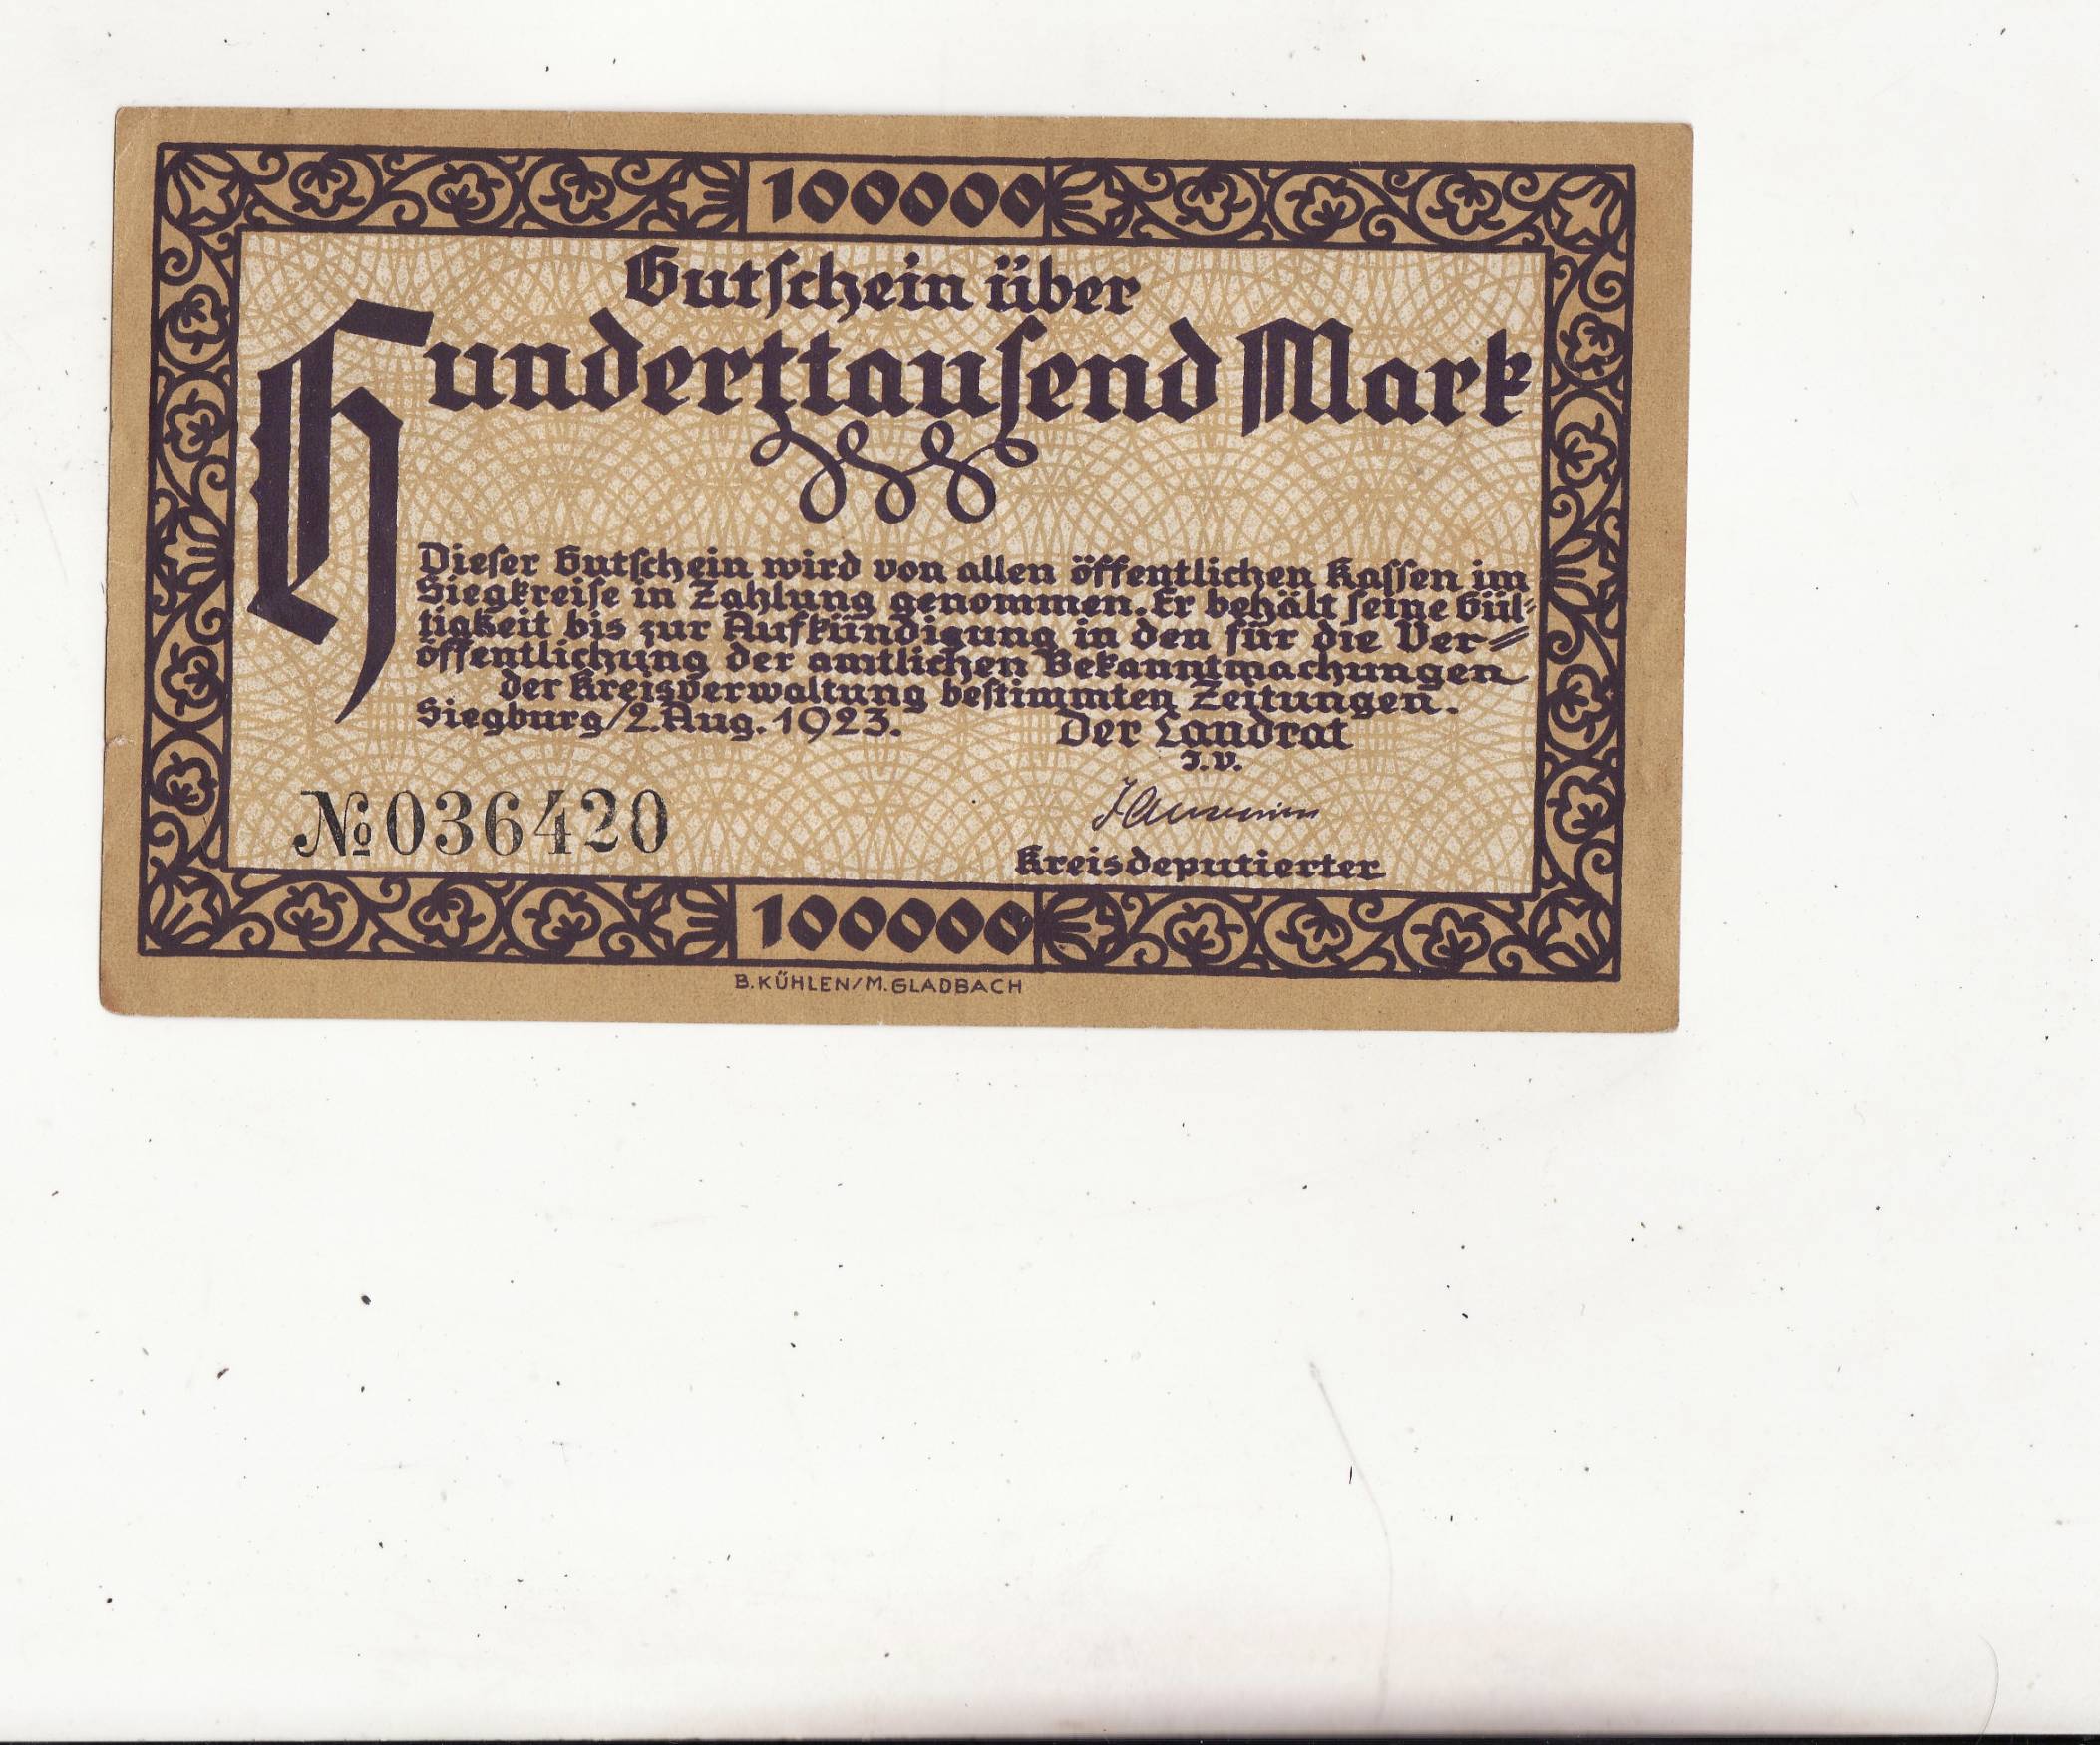 100000
Gutschein über
Hunderttausend Mark
Dieser Gutschein wird von allen öffentlichen Kassen im
Siegkreise in Zahlung genommen. Er behält seine Gül-
tigkeit bis zur Aufkündigung in den für die Ver-
öffentlichung der amtlichen Bekanntmachungen
der Kreisverwaltung bestimmten Zeitungen.
Siegburg/2.Aug. 1923.
Der Landrat
I.V.
№ 036420
Kreisdeputierter
100000
B.KÜHLEN/M.GLADBACH